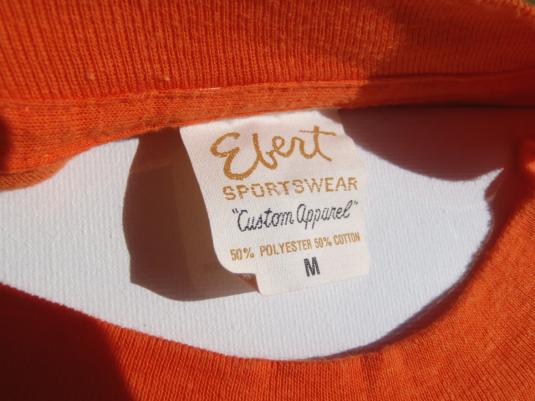 Ebert
SPORTSWEAR
"Custom Apparel"
50% POLYESTER 50% COTTON
M